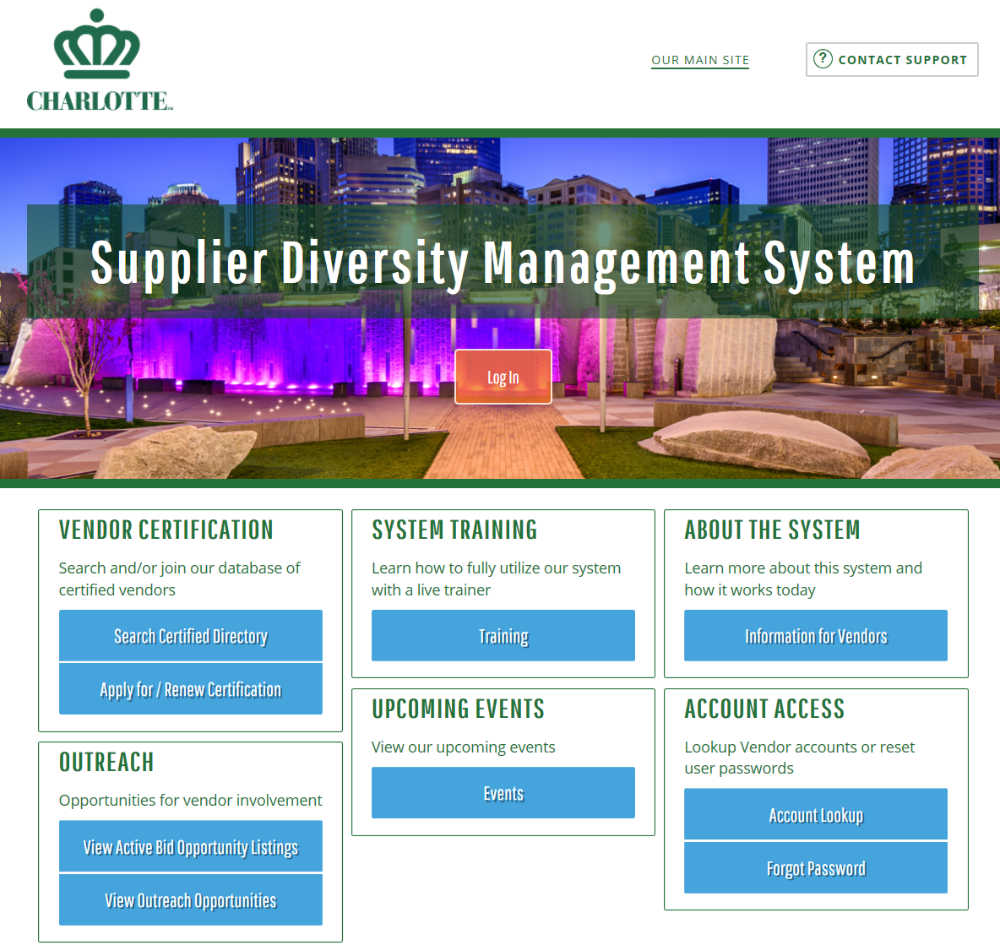 CHARLOTTE
OUR MAIN SITE
? CONTACT SUPPORT
Supplier Diversity Management System
Log In
VENDOR CERTIFICATION
Search and/or join our database of
certified vendors
Search Certified Directory
Apply for / Renew Certification
OUTREACH
Opportunities for vendor involvement
View Active Bid Opportunity Listings
View Outreach Opportunities
SYSTEM TRAINING
Learn how to fully utilize our system
with a live trainer
Training
UPCOMING EVENTS
View our upcoming events
Events
ABOUT THE SYSTEM
Learn more about this system and
how it works today
Information for Vendors
ACCOUNT ACCESS
Lookup Vendor accounts or reset
user passwords
Account Lookup
Forgot Password